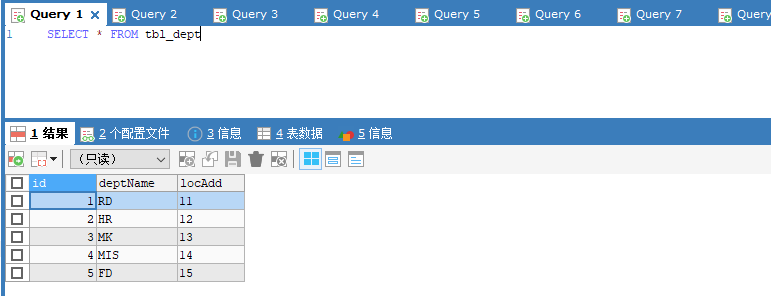 Query 1 Query 2 Query 3 Query 4 Query 5 Query 6 Query 7 Query
1 SELECT * FROM tbl_dept
1 结果 2 个配置文件 3 信息 4 表数据 5 信息
（只读）
id deptName locAdd
1 RD 11
2 HR 12
3 MK 13
4 MIS 14
5 FD 15